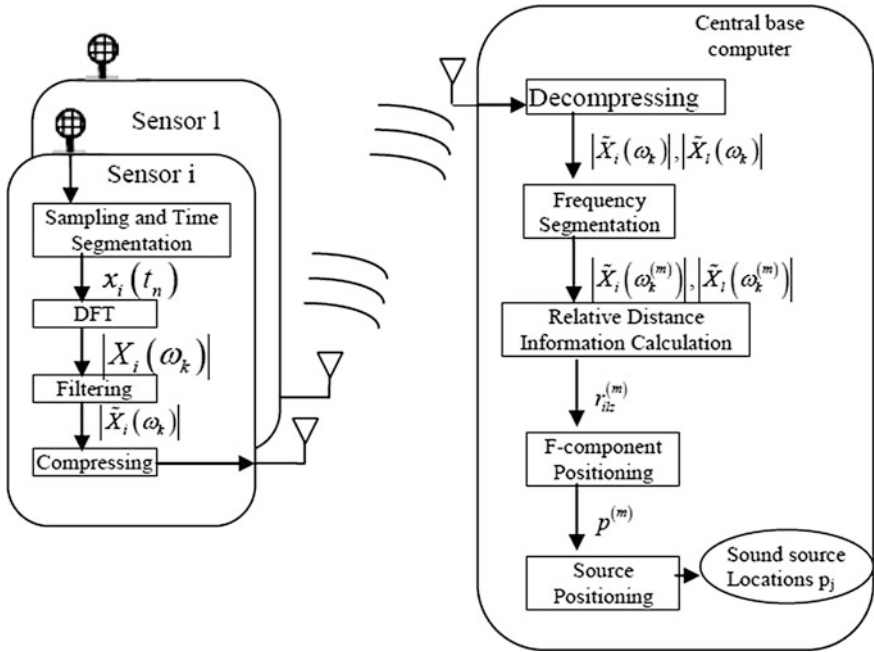 Sensor l
Sensor i
Sampling and Time
Segmentation
x_i(t_n)
DFT
|X_i(ω_k)|
Filtering
|X̃_i(ω_k)|
Compressing
Central base
computer
Decompressing
|X̃_i(ω_k)|,|X̃_l(ω_k)|
Frequency
Segmentation
|X̃_i(ω_k^(m))|,|X̃_l(ω_k^(m))|
Relative Distance
Information Calculation
r_ilz^(m)
F-component
Positioning
p^(m)
Source
Positioning
Sound source
Locations p_j